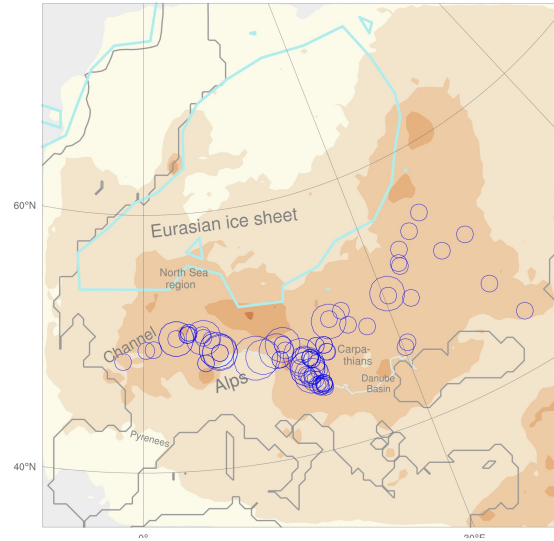 60°N
Eurasian ice sheet
North Sea
region
Channel
Carpa-
thians
Alps
Danube
Basin
Pyrenees
40°N
0°
30°E